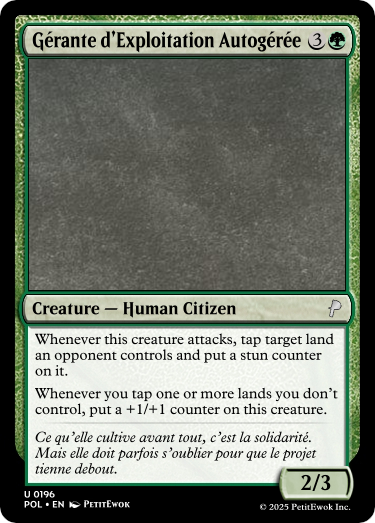 Gérante d'Exploitation Autogérée 3
Creature — Human Citizen
Whenever this creature attacks, tap target land
an opponent controls and put a stun counter
on it.
Whenever you tap one or more lands you don't
control, put a +1/+1 counter on this creature.
Ce qu'elle cultive avant tout, c'est la solidarité.
Mais elle doit parfois s'oublier pour que le projet
tienne debout.
2/3
U 0196
POL • EN PetitEwok
© 2025 PetitEwok Inc.